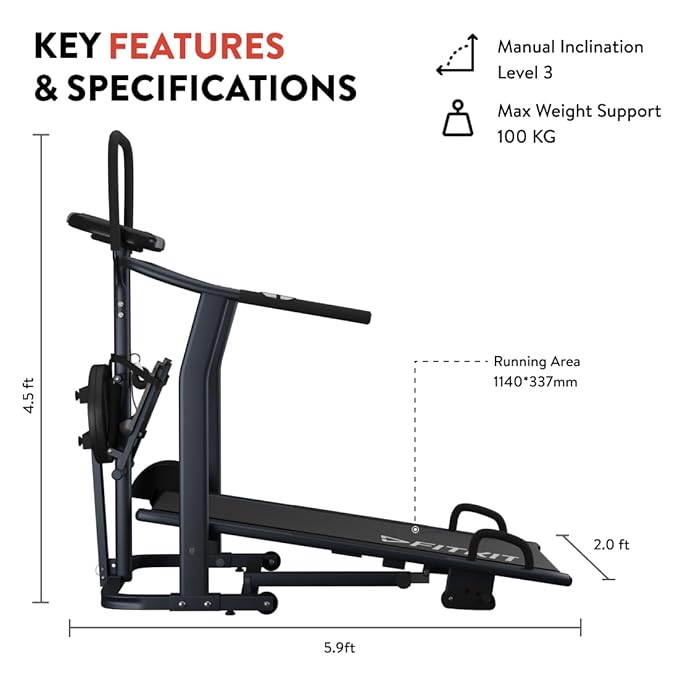 KEY FEATURES
& SPECIFICATIONS
Manual Inclination
Level 3
Max Weight Support
100 KG
4.5 ft
Running Area
1140*337mm
FITKIT
2.0 ft
5.9ft